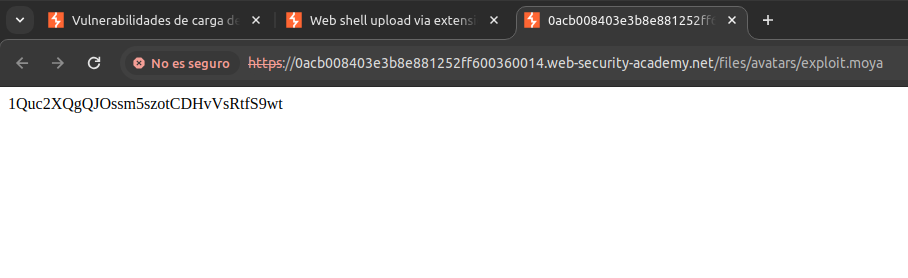 Vulnerabilidades de carga de
Web shell upload via extensi
0acb008403e3b8e881252ff6
No es seguro
https://0acb008403e3b8e881252ff600360014.web-security-academy.net/files/avatars/exploit.moya
1Quc2XQgQJOssm5szotCDHvVsRtfS9wt